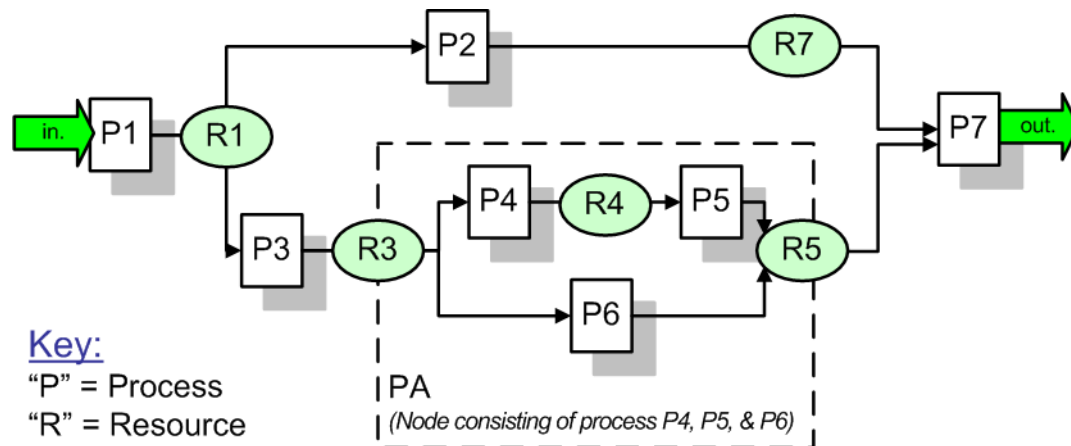 P2
R7
in.
P1
R1
P7
out.
P4
R4
P5
P3
R3
R5
P6
Key:
PA
“P” = Process
(Node consisting of process P4, P5, & P6)
“R” = Resource